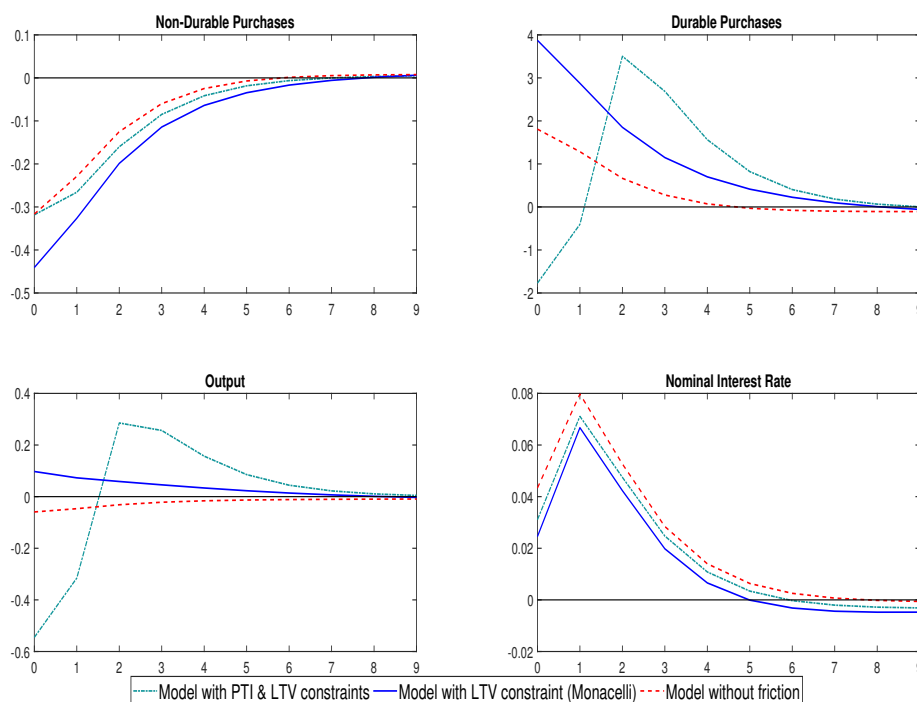 Non-Durable Purchases
0.1
0
-0.1
-0.2
-0.3
-0.4
-0.5
0 1 2 3 4 5 6 7 8 9
Durable Purchases
4
3
2
1
0
-1
-2
0 1 2 3 4 5 6 7 8 9
Output
0.4
0.2
0
-0.2
-0.4
-0.6
0 1 2 3 4 5 6 7 8 9
Nominal Interest Rate
0.08
0.06
0.04
0.02
0
-0.02
0 1 2 3 4 5 6 7 8 9
Model with PTI & LTV constraints Model with LTV constraint (Monacelli) Model without friction